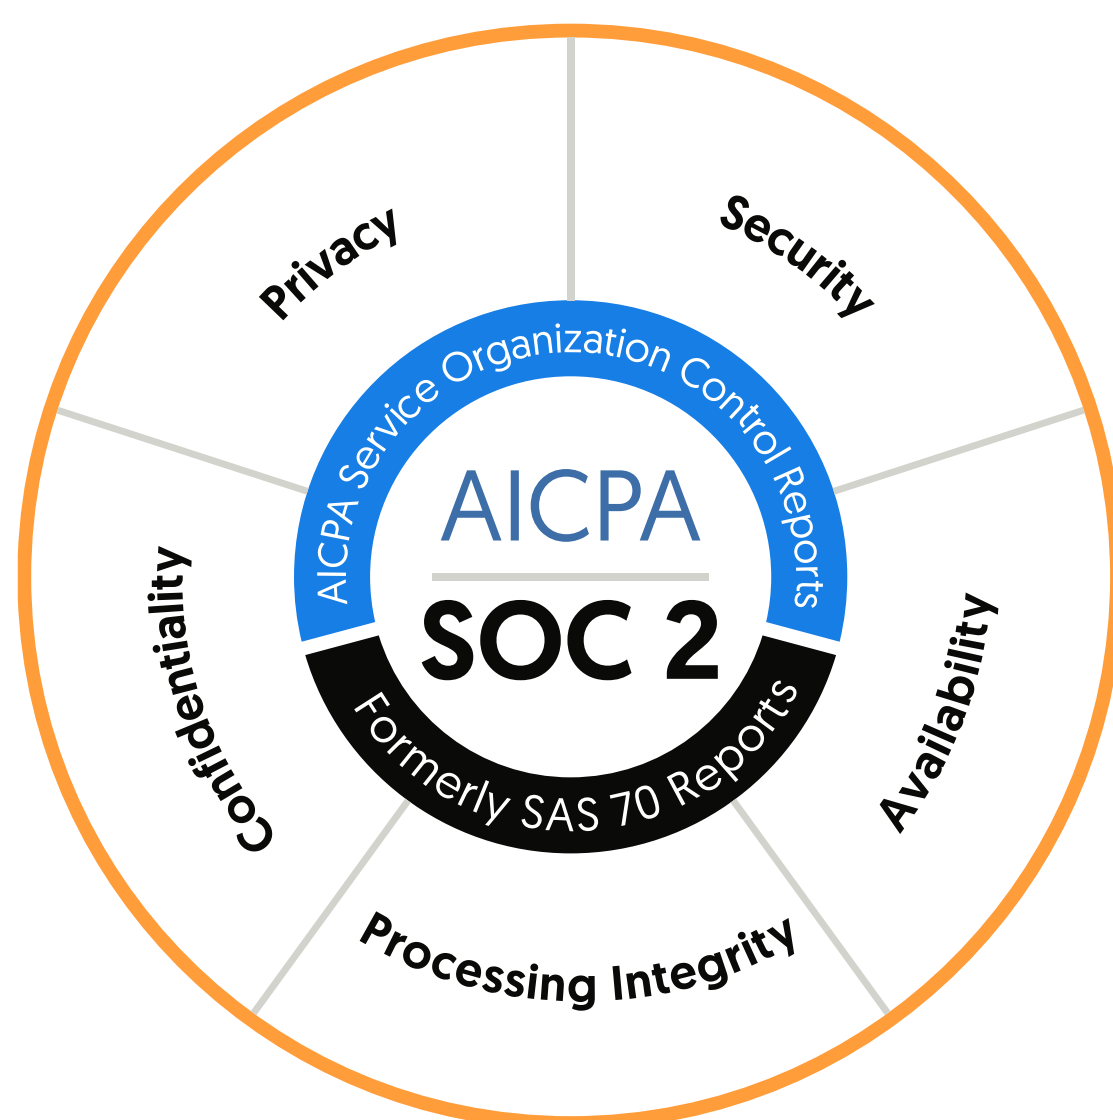 Privacy
Security
AICPA Service Organization Control Reports
AICPA
SOC 2
Formerly SAS 70 Reports
Confidentiality
Availability
Processing Integrity